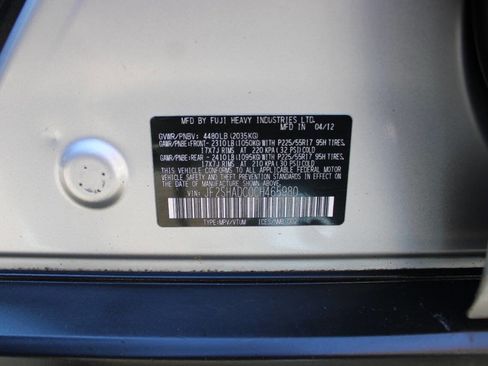 MFD BY FUJI HEAVY INDUSTRIES LTD.
IN 04/12
GVWR/PNBV: 4480LB(2035KG)
GAWR/PNBE:FRONT- 2310LB(1050KG)WITH P225/55R17 95H TIRES,
17X7J RIMS AT 220 KPA(32 PSI)COLD
GAWR/PNBE:REAR - 2410LB(1095KG)WITH P225/55R17 95H TIRES,
17X7J RIMS AT 210 KPA(30 PSI)COLD
THIS VEHICLE CONFORMS TO ALL APPLICABLE FEDERAL
MOTOR VEHICLE SAFETY AND THEFT PREVENTION STANDARDS
IN EFFECT ON THE DATE OF MANUFACTURE SHOWN ABOVE.
VIN: JF2SHADC0CH465980
TYPE:MPV/VTUM